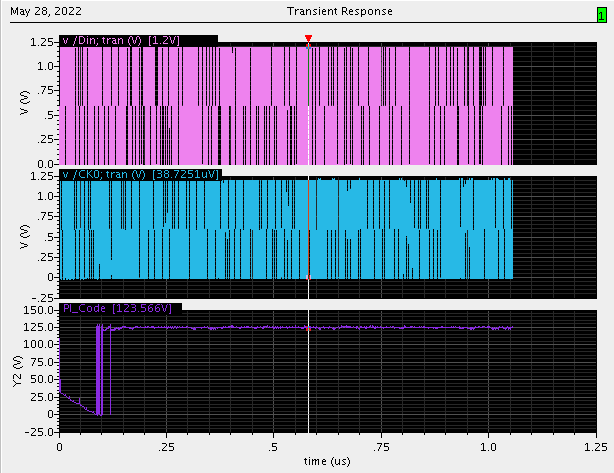 May 28, 2022 Transient Response 1
v /Din; tran (V) [1.2V]
1.25
1.0
.75
.5
.25
0.0
V (V)
v /CK0; tran (V) [38.7251uV]
1.25
1.0
.75
.5
.25
0
-.25
V (V)
PI_Code [123.566V]
150.0
125.0
100.0
75.0
50.0
25.0
0
-25.0
Y2 (V)
0 .25 .5 .75 1.0 1.25
time (us)